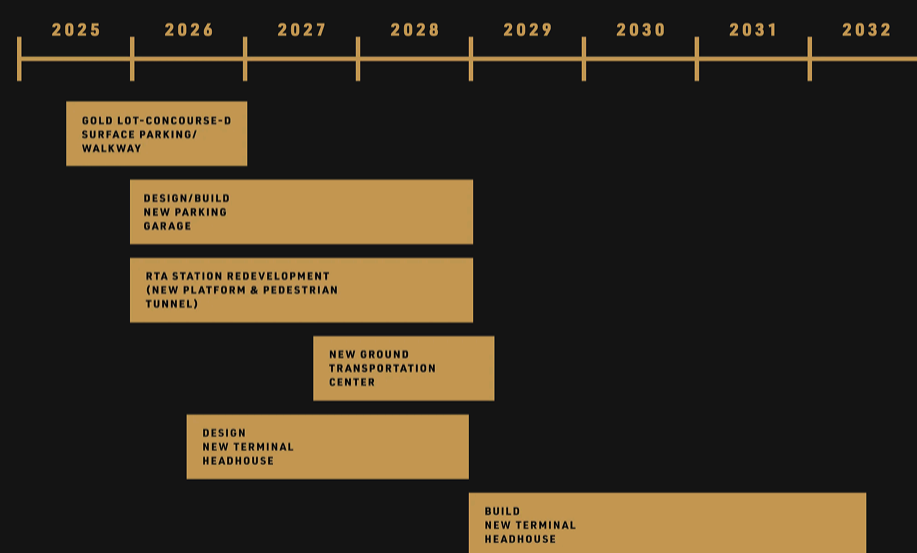 2025 2026 2027 2028 2029 2030 2031 2032
GOLD LOT-CONCOURSE-D
SURFACE PARKING/
WALKWAY
DESIGN/BUILD
NEW PARKING
GARAGE
RTA STATION REDEVELOPMENT
(NEW PLATFORM & PEDESTRIAN
TUNNEL)
NEW GROUND
TRANSPORTATION
CENTER
DESIGN
NEW TERMINAL
HEADHOUSE
BUILD
NEW TERMINAL
HEADHOUSE